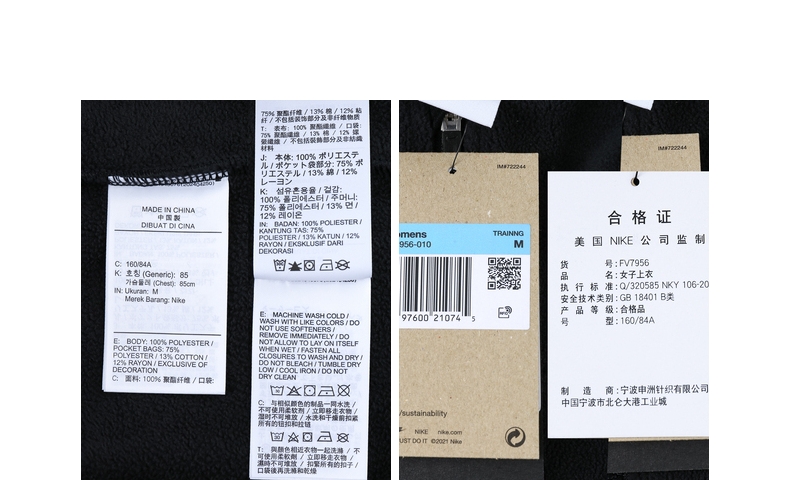 MADE IN CHINA
中国製
DIBUAT DI CINA
C: 160/84A
K: 호칭 (Generic): 85
가슴둘레 (Chest): 85cm
IN: Ukuran: M
Merek Barang: Nike
E: BODY: 100% POLYESTER /
POCKET BAGS: 75%
POLYESTER / 13% COTTON /
12% RAYON / EXCLUSIVE OF
DECORATION
C: 面料: 100% 聚酯纤维 / 口袋:
75% 聚酯纤维 / 13% 棉 / 12% 粘
纤 / 不包括装饰部分及非纤维物质
T: 表布: 100% 聚酯纖維 / 口袋:
75% 聚酯纖維 / 13% 棉 / 12% 嫘
縈纖維 / 不包括裝飾部分及非纖維
材料
J: 本体: 100% ポリエステ
ル / ポケット袋部分: 75% ポ
リエステル / 13% 綿 / 12%
レーヨン
K: 섬유혼용율 / 겉감:
100% 폴리에스터 / 주머니:
75% 폴리에스터 / 13% 면 /
12% 레이온
IN: BADAN: 100% POLIESTER /
KANTUNG TAS: 75%
POLIESTER / 13% KATUN / 12%
RAYON / EKSKLUSIF DARI
DEKORASI
E: MACHINE WASH COLD /
WASH WITH LIKE COLORS / DO
NOT USE SOFTENERS /
REMOVE IMMEDIATELY / DO
NOT ALLOW TO LAY ON ITSELF
WHEN WET / FASTEN ALL
CLOSURES TO WASH AND DRY /
DO NOT BLEACH / TUMBLE DRY
LOW / COOL IRON / DO NOT
DRY CLEAN
C: 与相似颜色的制品一同水洗 /
不可使用柔软剂 / 立即移走衣物 /
湿时不可堆放 / 水洗和干燥前扣紧
所有的钮扣和拉链
T: 與顏色相近衣物一起洗滌 / 不
可使用柔軟劑 / 立即移走衣物 /
濕時不可堆放 / 扣緊所有的扣子 /
口袋後再洗滌和乾燥
IM#722244
omens
956-010
TRAINNG
M
97600 21074 5
/sustainability
NIKE nike.com
UST DO IT ©2021 Nike
IM#722244
合格证
美国 NIKE 公司监制
货号: FV7956
品名: 女子上衣
执行标准: Q/320585 NKY 106-20
安全技术类别: GB 18401 B类
产品等级: 合格品
号型: 160/84A
制造商: 宁波申洲针织有限公司
中国宁波市北仑大港工业城